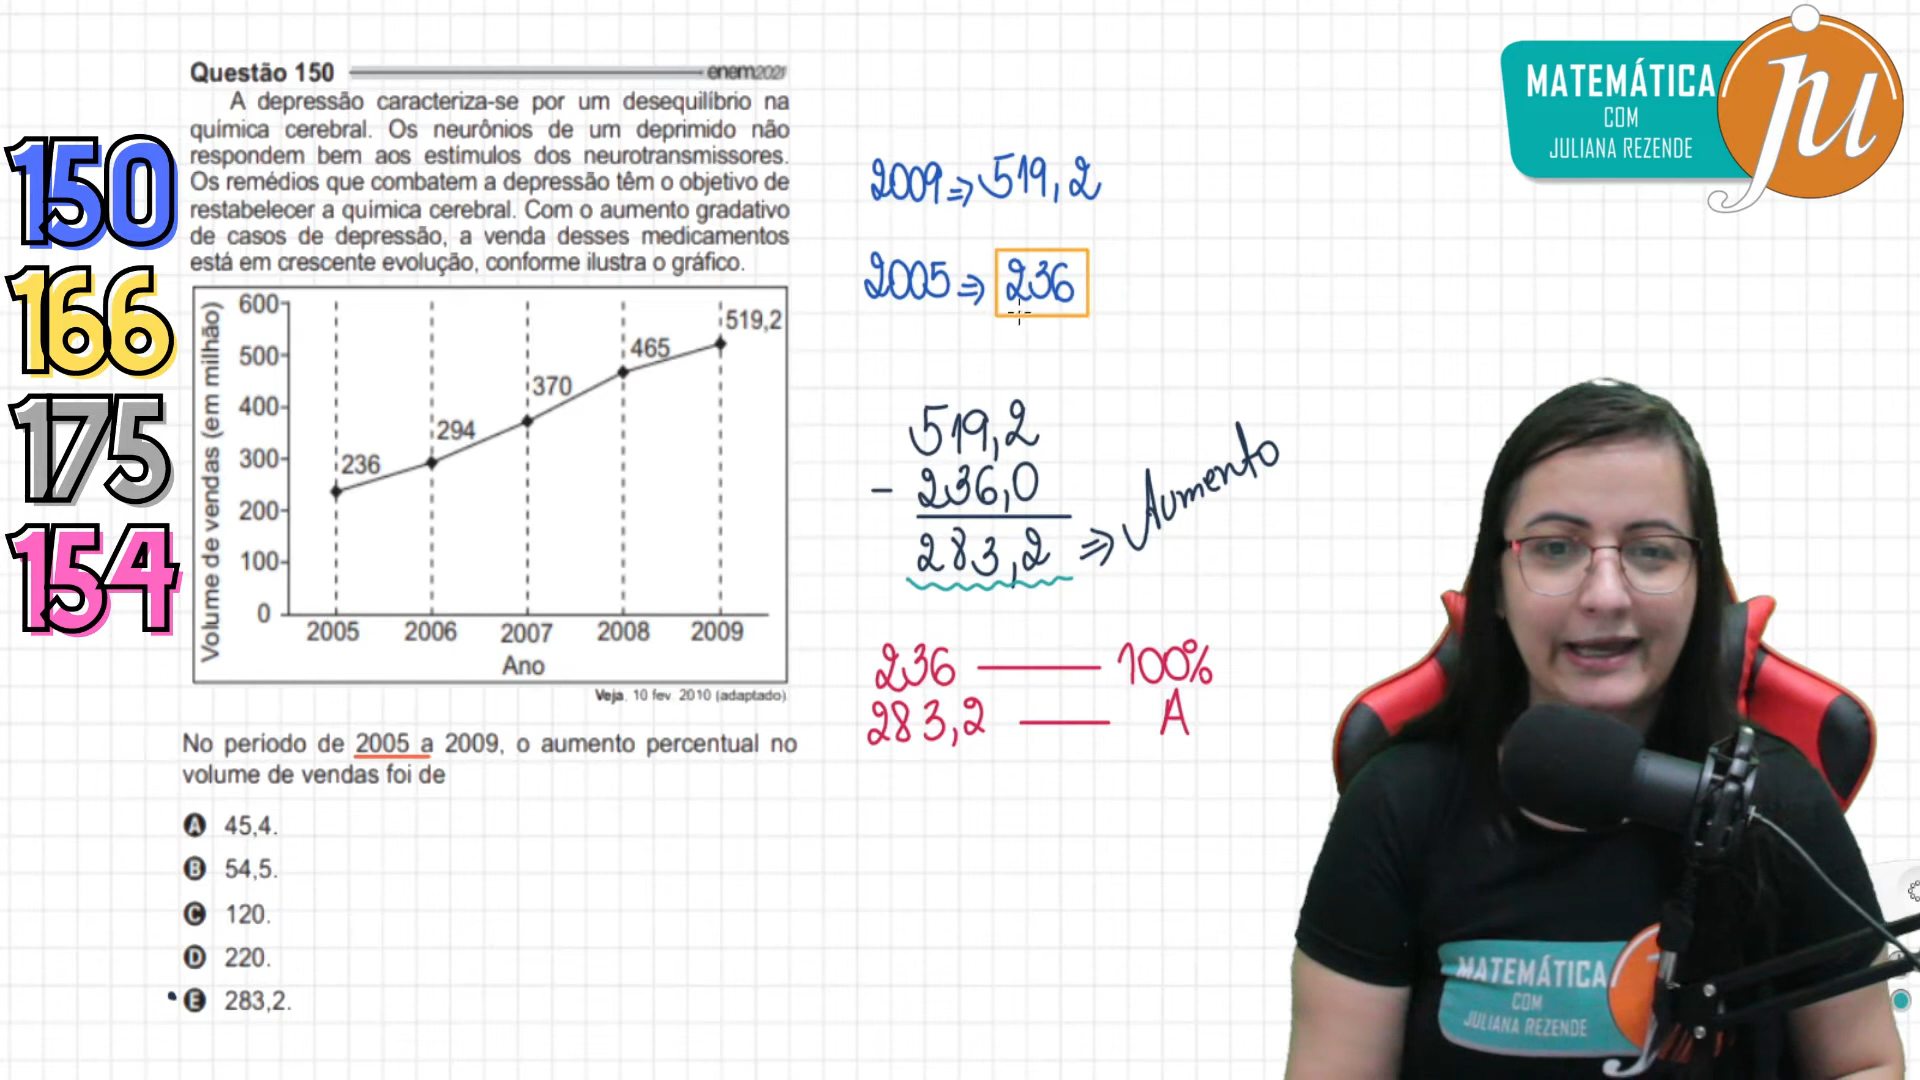 Questão 150 enem2021
A depressão caracteriza-se por um desequilíbrio na
química cerebral. Os neurônios de um deprimido não
respondem bem aos estímulos dos neurotransmissores.
Os remédios que combatem a depressão têm o objetivo de
restabelecer a química cerebral. Com o aumento gradativo
de casos de depressão, a venda desses medicamentos
está em crescente evolução, conforme ilustra o gráfico.
150
166
175
154
Volume de vendas (em milhão)
600
500
400
300
200
100
0
236
294
370
465
519,2
2005 2006 2007 2008 2009
Ano
Veja, 10 fev. 2010 (adaptado)
No período de 2005 a 2009, o aumento percentual no
volume de vendas foi de
A 45,4.
B 54,5.
C 120.
D 220.
E 283,2.
2009 => 519,2
2005 => 236
519,2
- 236,0
283,2 => Aumento
236 — 100%
283,2 — A
MATEMÁTICA
COM
JULIANA REZENDE
ju
MATEMÁTICA
COM
JULIANA REZENDE